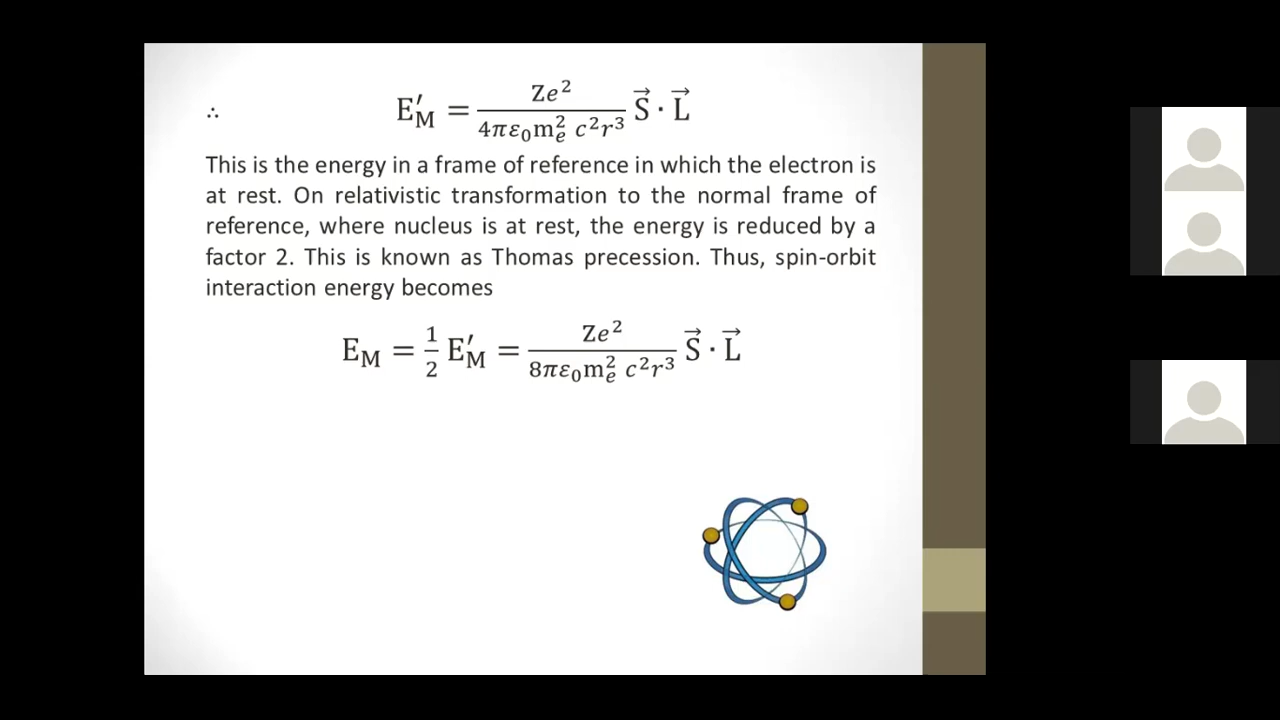 ∴ E′_M = Ze²/(4πε₀m_e² c²r³) S⃗ · L⃗
This is the energy in a frame of reference in which the electron is
at rest. On relativistic transformation to the normal frame of
reference, where nucleus is at rest, the energy is reduced by a
factor 2. This is known as Thomas precession. Thus, spin-orbit
interaction energy becomes
E_M = 1/2 E′_M = Ze²/(8πε₀m_e² c²r³) S⃗ · L⃗